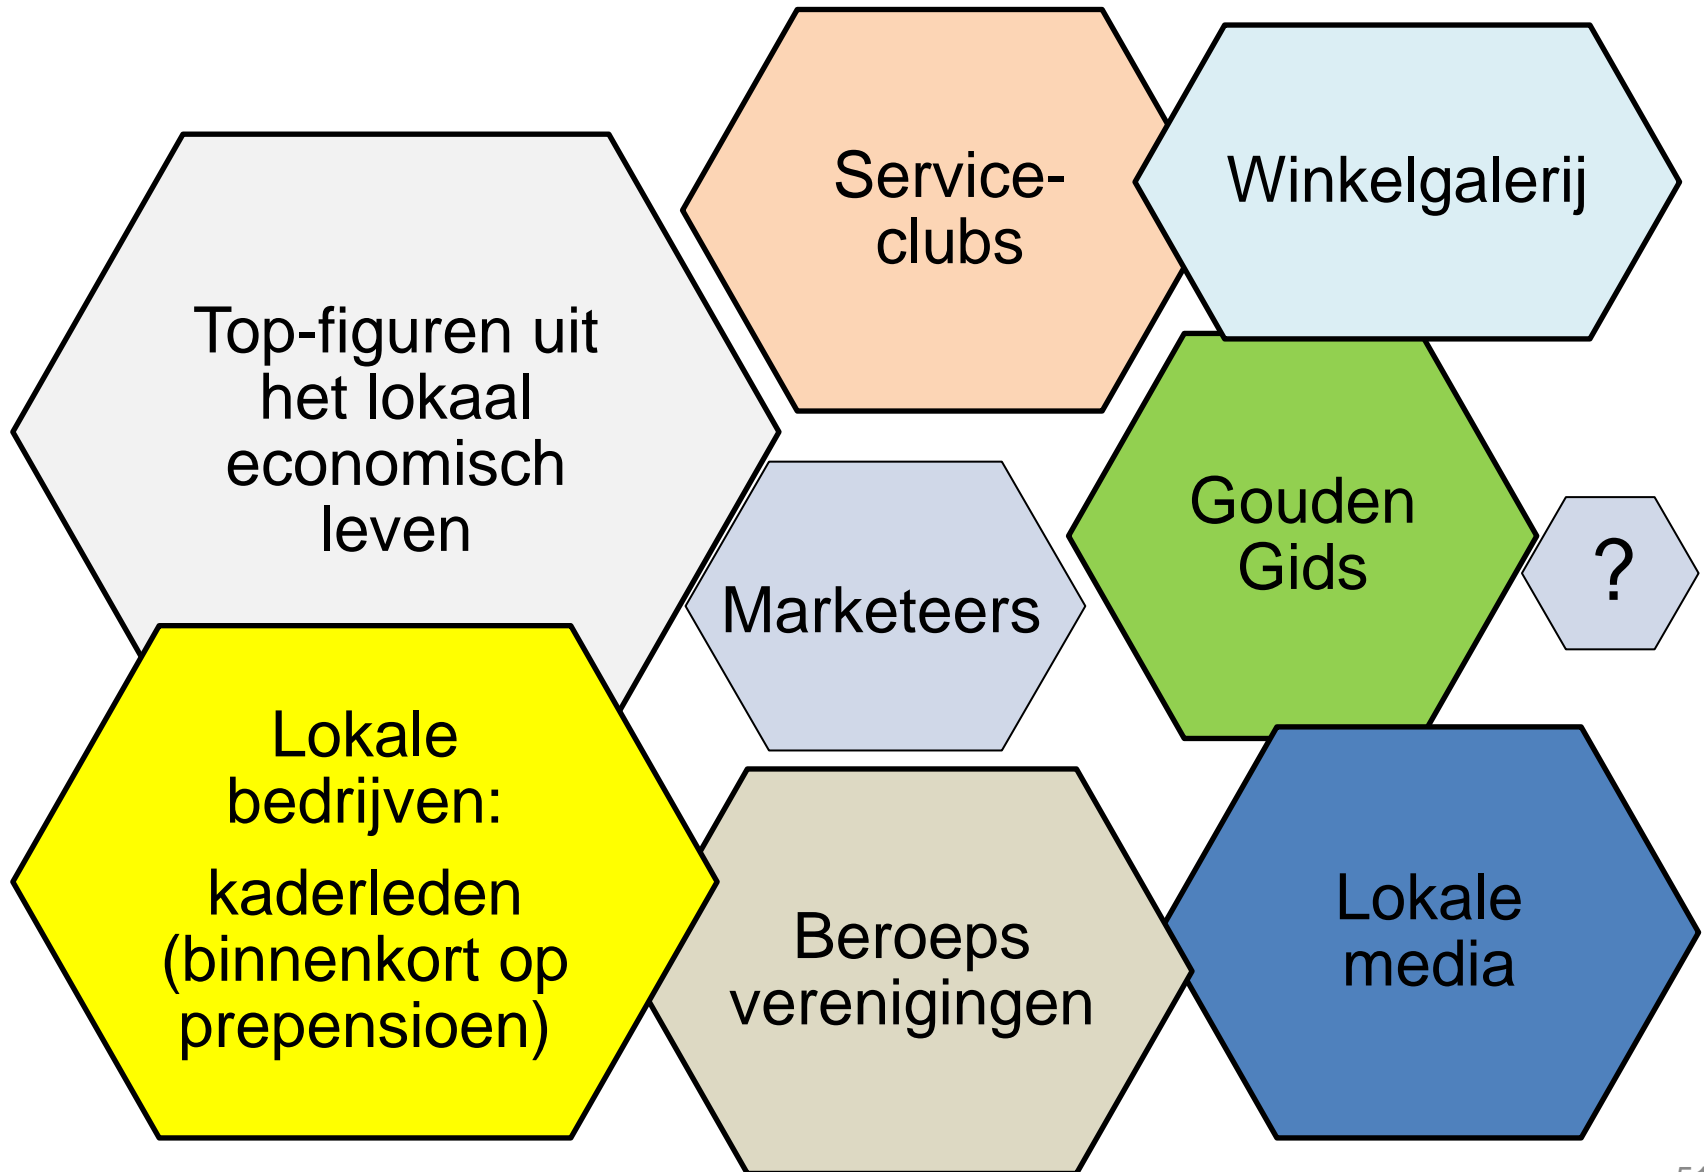 Service-
clubs
Winkelgalerij
Top-figuren uit
het lokaal
economisch
leven
Gouden
Gids
?
Marketeers
Lokale
bedrijven:
kaderleden
(binnenkort op
prepensioen)
Beroeps
verenigingen
Lokale
media